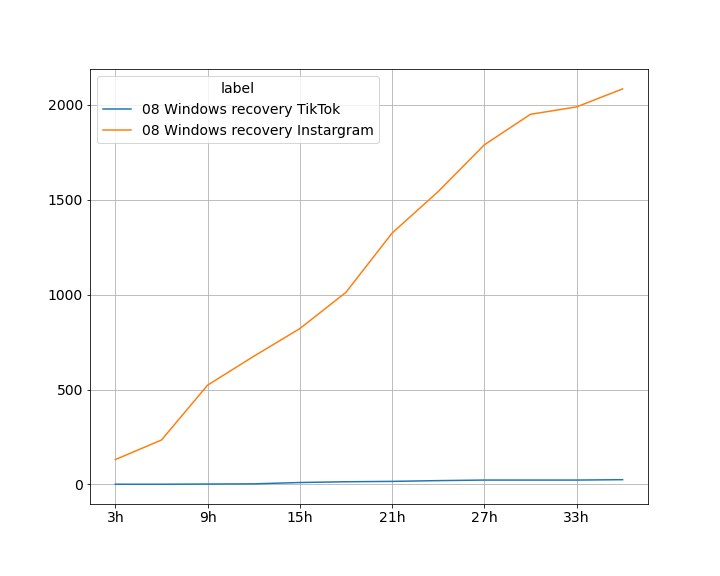 label
08 Windows recovery TikTok
08 Windows recovery Instargram
2000
1500
1000
500
0
3h 9h 15h 21h 27h 33h